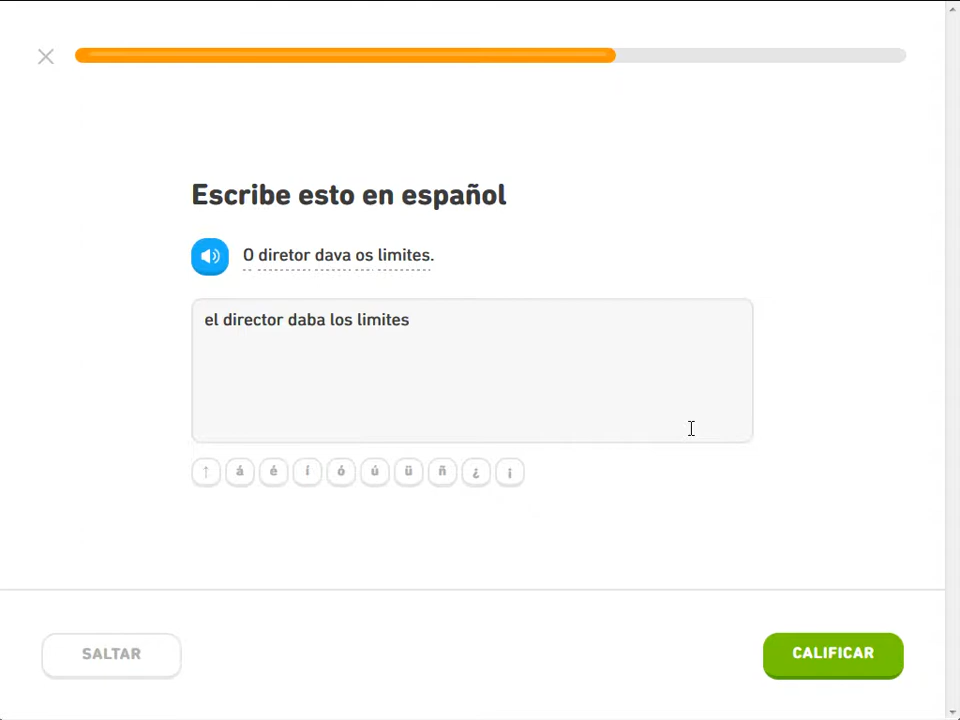 Escribe esto en español
O diretor dava os limites.
el director daba los limites
↑ á é í ó ú ü ñ ¿ ¡
SALTAR
CALIFICAR